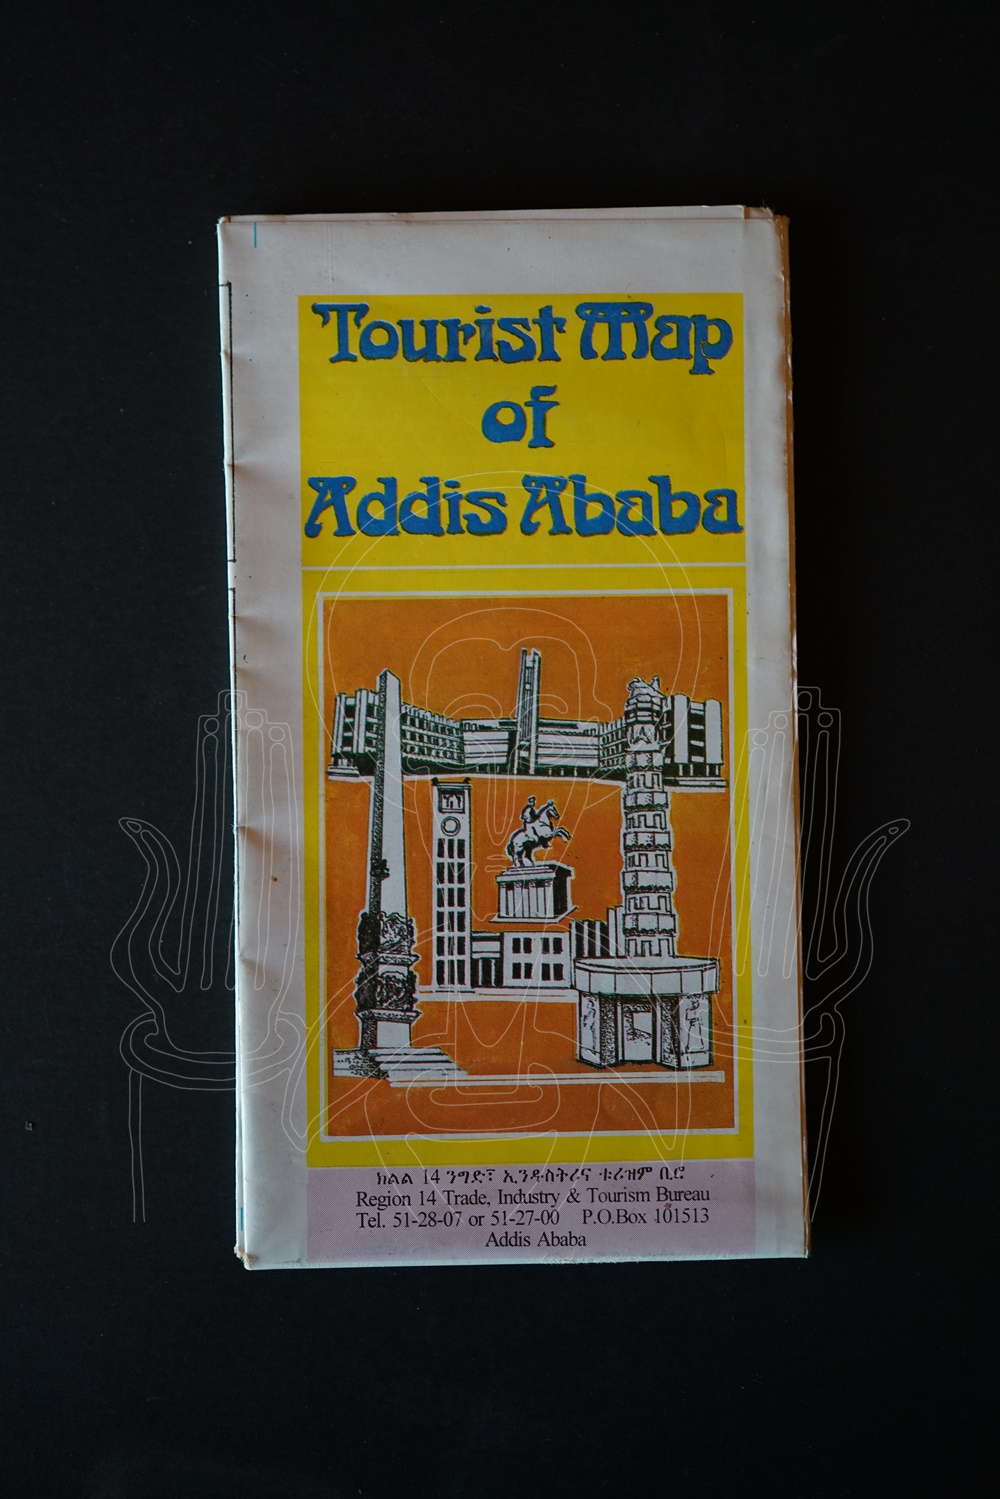 Tourist Map
of
Addis Ababa
ክልል 14 ንግድ፣ ኢንዱስትሪና ቱሪዝም ቢሮ
Region 14 Trade, Industry & Tourism Bureau
Tel. 51-28-07 or 51-27-00 P.O.Box 101513
Addis Ababa